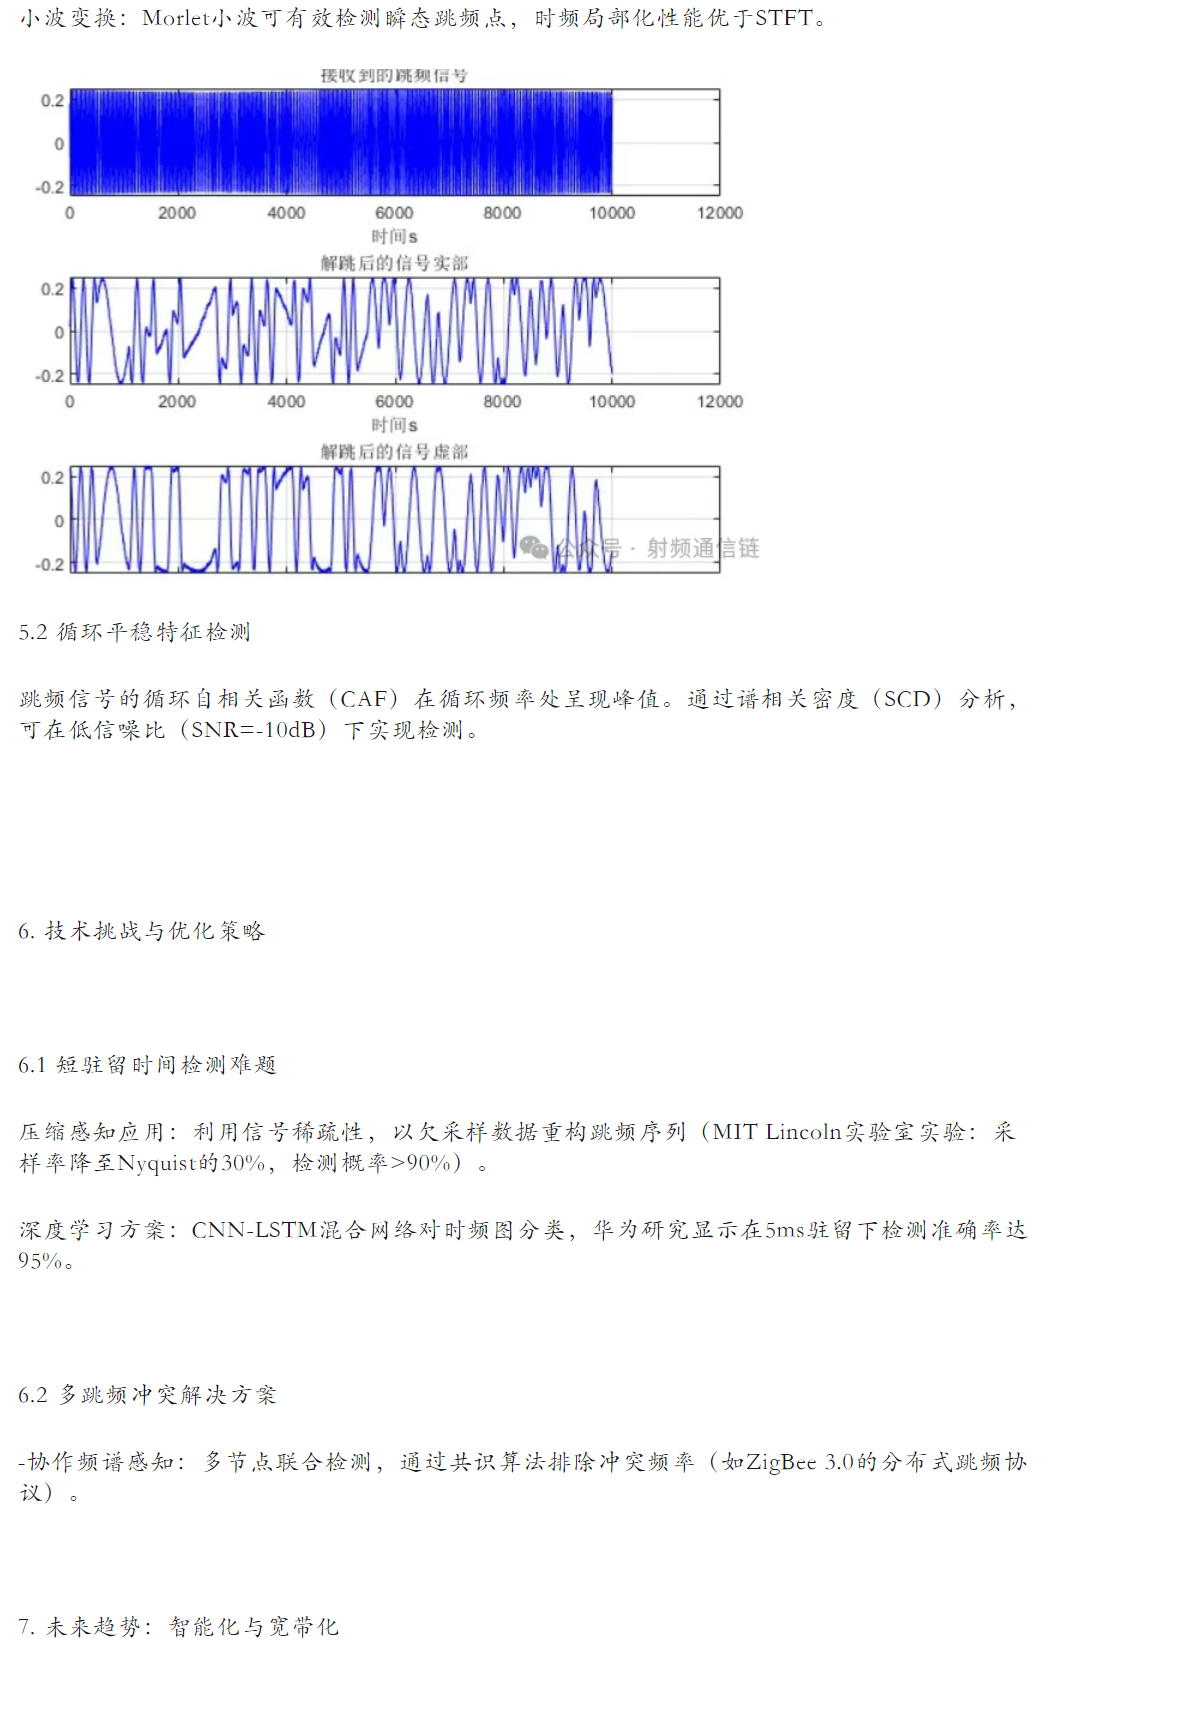 小波变换：Morlet小波可有效检测瞬态跳频点，时频局部化性能优于STFT。
接收到的跳频信号
0.2
0
-0.2
0 2000 4000 6000 8000 10000 12000
时间s
解跳后的信号实部
0.2
0
-0.2
0 2000 4000 6000 8000 10000 12000
时间s
解跳后的信号虚部
0.2
0
-0.2
公众号 · 射频通信链
5.2 循环平稳特征检测
跳频信号的循环自相关函数（CAF）在循环频率处呈现峰值。通过谱相关密度（SCD）分析，
可在低信噪比（SNR=-10dB）下实现检测。
6. 技术挑战与优化策略
6.1 短驻留时间检测难题
压缩感知应用：利用信号稀疏性，以欠采样数据重构跳频序列（MIT Lincoln实验室实验：采
样率降至Nyquist的30%，检测概率>90%）。
深度学习方案：CNN-LSTM混合网络对时频图分类，华为研究显示在5ms驻留下检测准确率达
95%。
6.2 多跳频冲突解决方案
-协作频谱感知：多节点联合检测，通过共识算法排除冲突频率（如ZigBee 3.0的分布式跳频协
议）。
7. 未来趋势：智能化与宽带化